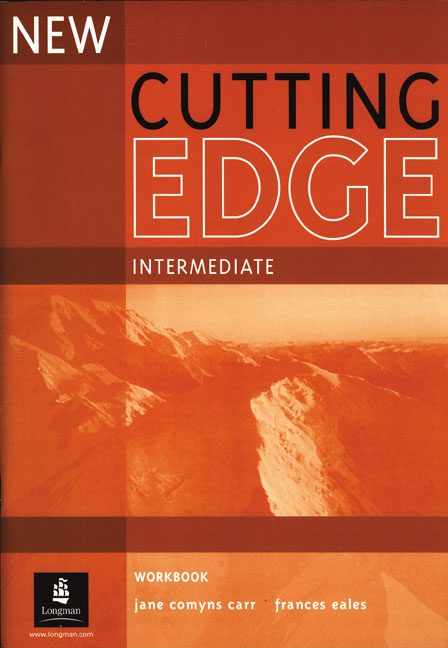 NEW
CUTTING
EDGE
INTERMEDIATE
WORKBOOK
jane comyns carr · frances eales
Longman
www.longman.com